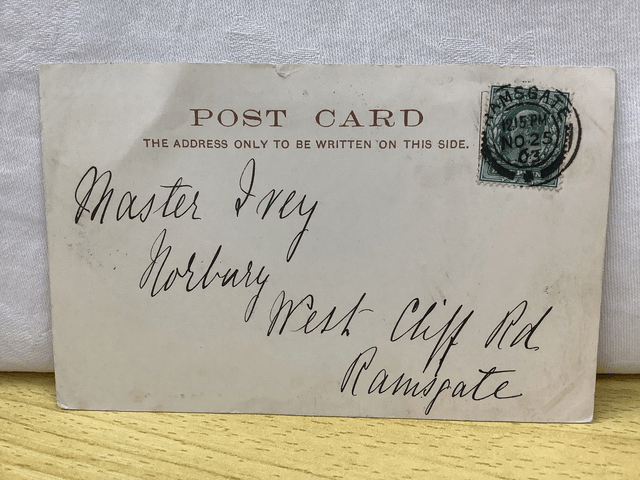 POST CARD
THE ADDRESS ONLY TO BE WRITTEN ON THIS SIDE.
RAMSGATE
12.15 PM
NO 25
03
Master Ivey
Norbury
West Cliff Rd
Ramsgate